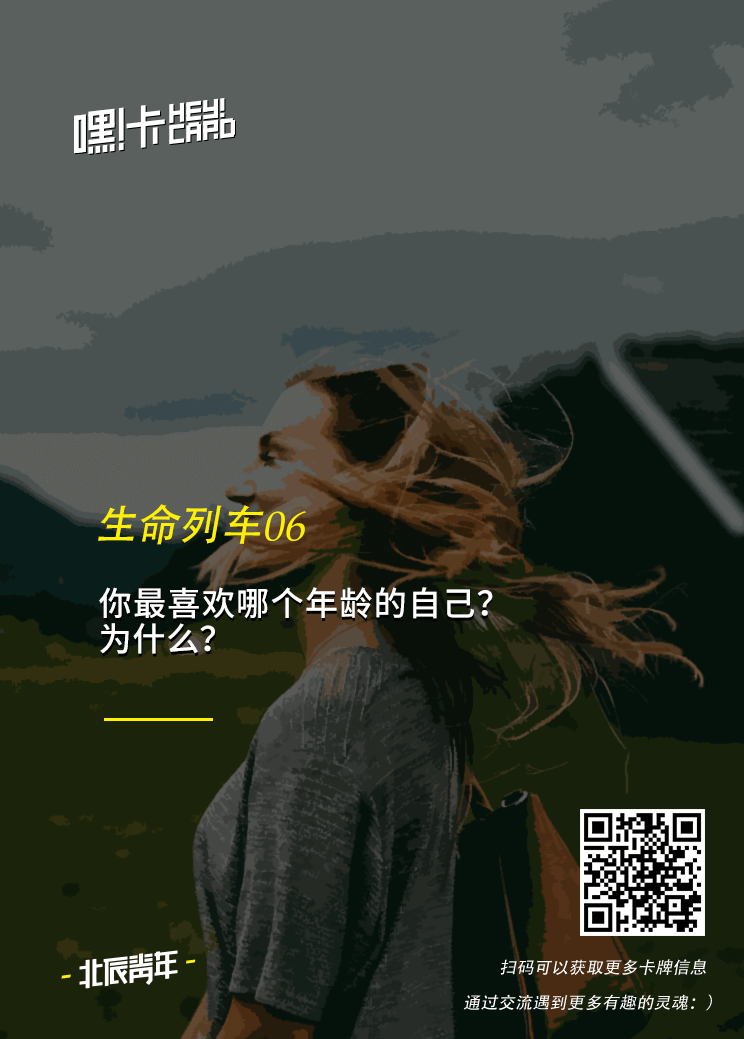 嘿!卡 HEY! CARD
生命列车06
你最喜欢哪个年龄的自己?
为什么?
- 北辰青年 -
扫码可以获取更多卡牌信息
通过交流遇到更多有趣的灵魂：）